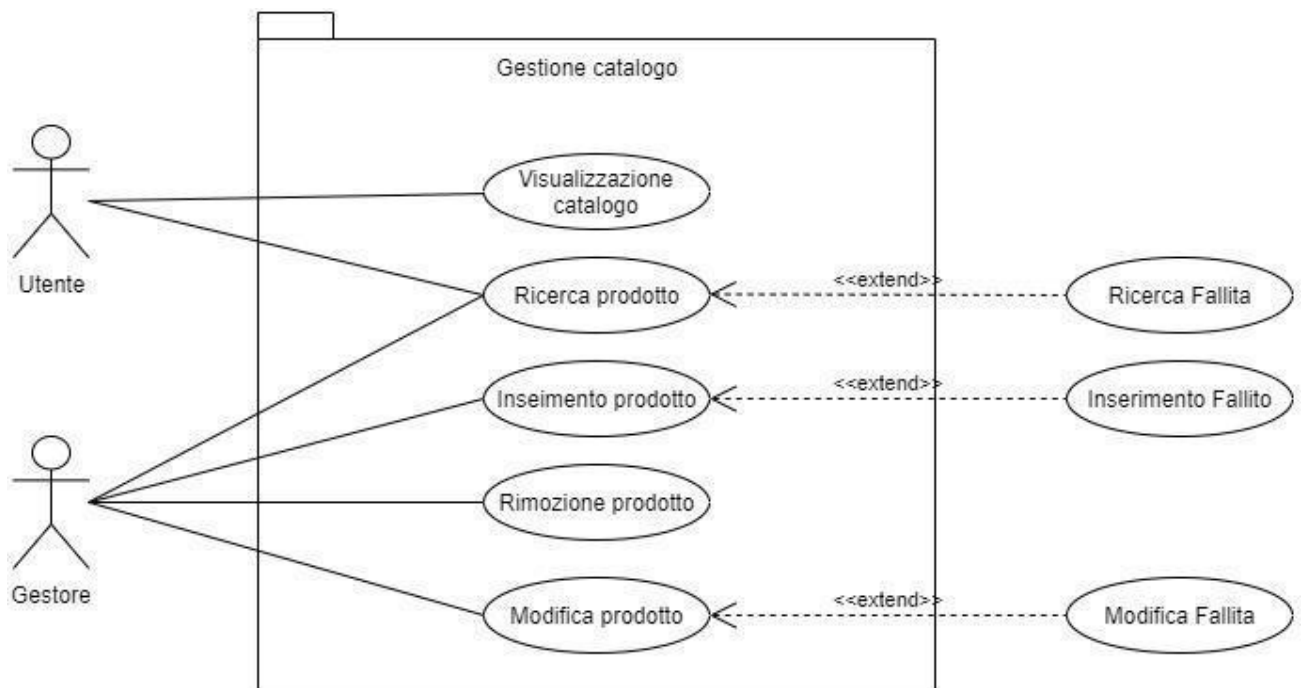 Gestione catalogo
Visualizzazione
catalogo
Utente
Ricerca prodotto
<<extend>>
Ricerca Fallita
Inseimento prodotto
<<extend>>
Inserimento Fallito
Rimozione prodotto
Gestore
Modifica prodotto
<<extend>>
Modifica Fallita